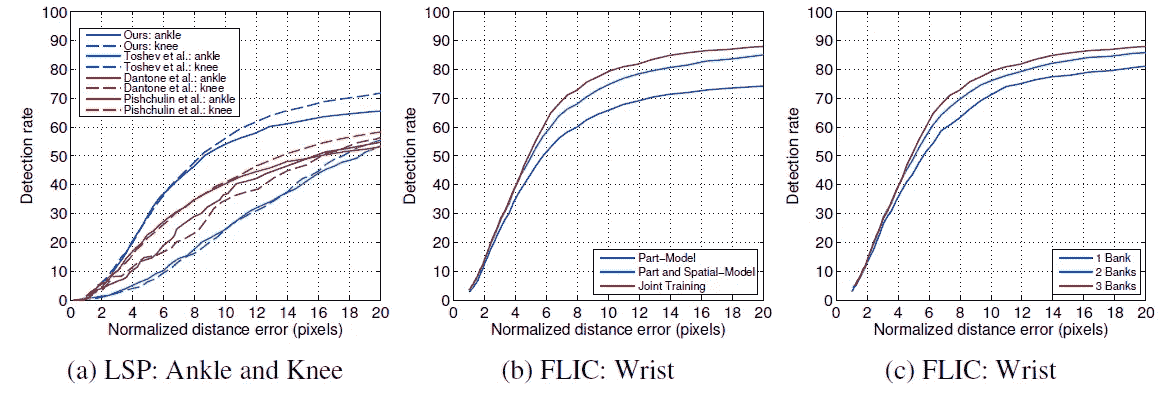 100
90
80
70
60
50
40
30
20
10
0
Detection rate
Ours: ankle
Ours: knee
Toshev et al.: ankle
Toshev et al.: knee
Dantone et al.: ankle
Dantone et al.: knee
Pishchulin et al.: ankle
Pishchulin et al.: knee
0 2 4 6 8 10 12 14 16 18 20
Normalized distance error (pixels)
(a) LSP: Ankle and Knee
100
90
80
70
60
50
40
30
20
10
0
Detection rate
Part-Model
Part and Spatial-Model
Joint Training
0 2 4 6 8 10 12 14 16 18 20
Normalized distance error (pixels)
(b) FLIC: Wrist
100
90
80
70
60
50
40
30
20
10
0
Detection rate
1 Bank
2 Banks
3 Banks
0 2 4 6 8 10 12 14 16 18 20
Normalized distance error (pixels)
(c) FLIC: Wrist